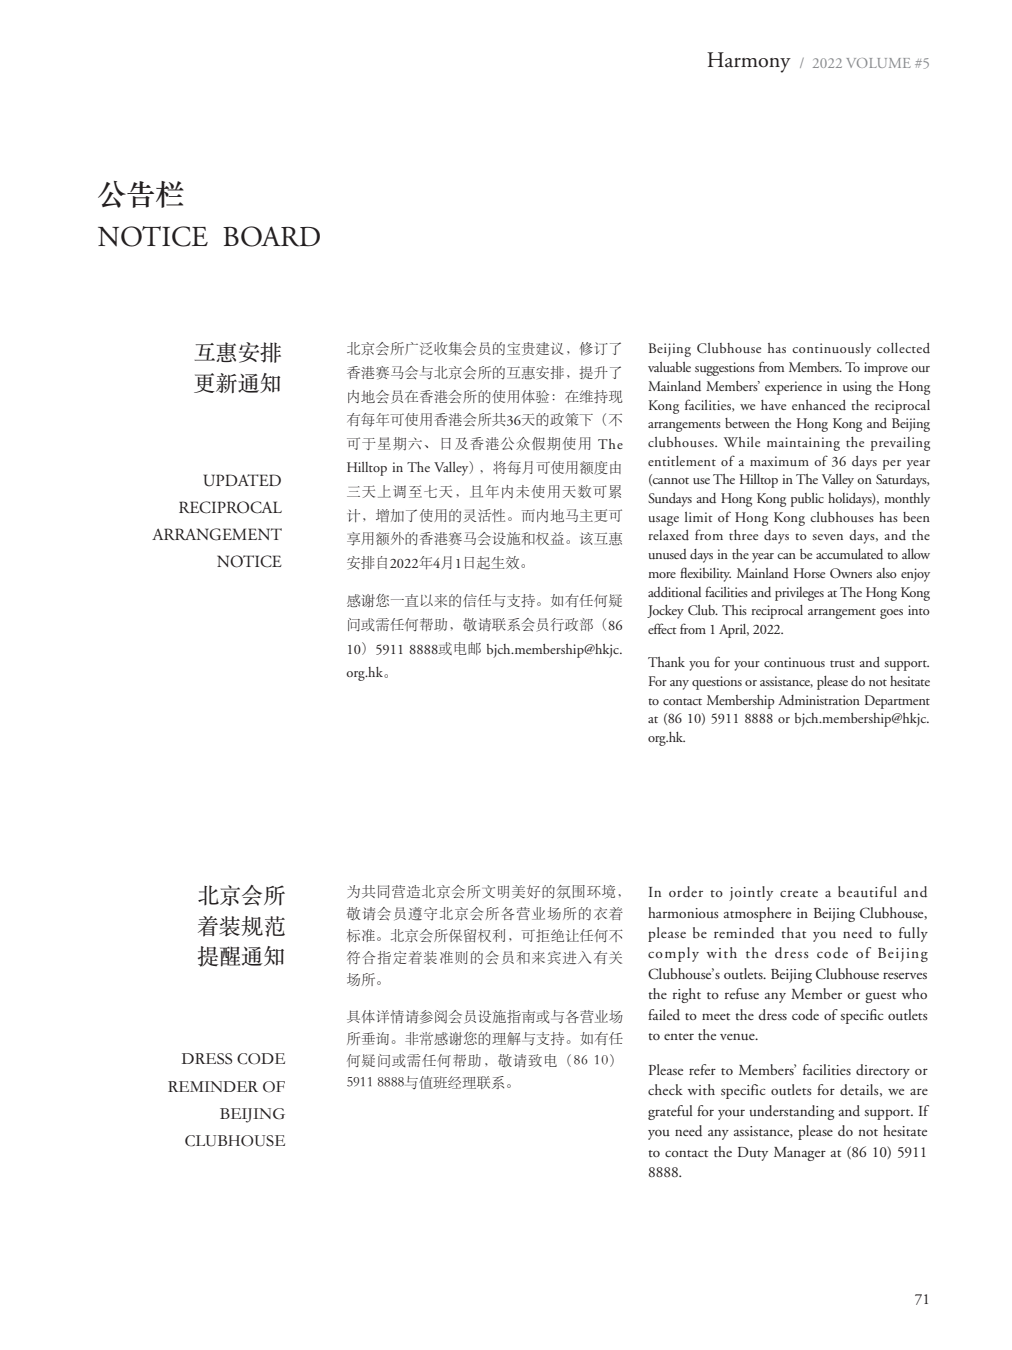 Harmony / 2022 VOLUME #5
公告栏
NOTICE BOARD
互惠安排
更新通知
UPDATED
RECIPROCAL
ARRANGEMENT
NOTICE
北京会所广泛收集会员的宝贵建议，修订了
香港赛马会与北京会所的互惠安排，提升了
内地会员在香港会所的使用体验：在维持现
有每年可使用香港会所共36天的政策下（不
可于星期六、日及香港公众假期使用 The
Hilltop in The Valley），将每月可使用额度由
三天上调至七天，且年内未使用天数可累
计，增加了使用的灵活性。而内地马主更可
享用额外的香港赛马会设施和权益。该互惠
安排自2022年4月1日起生效。
感谢您一直以来的信任与支持。如有任何疑
问或需任何帮助，敬请联系会员行政部（86
10）5911 8888或电邮 bjch.membership@hkjc.
org.hk。
Beijing Clubhouse has continuously collected
valuable suggestions from Members. To improve our
Mainland Members’ experience in using the Hong
Kong facilities, we have enhanced the reciprocal
arrangements between the Hong Kong and Beijing
clubhouses. While maintaining the prevailing
entitlement of a maximum of 36 days per year
(cannot use The Hilltop in The Valley on Saturdays,
Sundays and Hong Kong public holidays), monthly
usage limit of Hong Kong clubhouses has been
relaxed from three days to seven days, and the
unused days in the year can be accumulated to allow
more flexibility. Mainland Horse Owners also enjoy
additional facilities and privileges at The Hong Kong
Jockey Club. This reciprocal arrangement goes into
effect from 1 April, 2022.
Thank you for your continuous trust and support.
For any questions or assistance, please do not hesitate
to contact Membership Administration Department
at (86 10) 5911 8888 or bjch.membership@hkjc.
org.hk.
北京会所
着装规范
提醒通知
DRESS CODE
REMINDER OF
BEIJING
CLUBHOUSE
为共同营造北京会所文明美好的氛围环境，
敬请会员遵守北京会所各营业场所的衣着
标准。北京会所保留权利，可拒绝让任何不
符合指定着装准则的会员和来宾进入有关
场所。
具体详情请参阅会员设施指南或与各营业场
所垂询。非常感谢您的理解与支持。如有任
何疑问或需任何帮助，敬请致电（86 10）
5911 8888与值班经理联系。
In order to jointly create a beautiful and
harmonious atmosphere in Beijing Clubhouse,
please be reminded that you need to fully
comply with the dress code of Beijing
Clubhouse’s outlets. Beijing Clubhouse reserves
the right to refuse any Member or guest who
failed to meet the dress code of specific outlets
to enter the venue.
Please refer to Members’ facilities directory or
check with specific outlets for details, we are
grateful for your understanding and support. If
you need any assistance, please do not hesitate
to contact the Duty Manager at (86 10) 5911
8888.
71